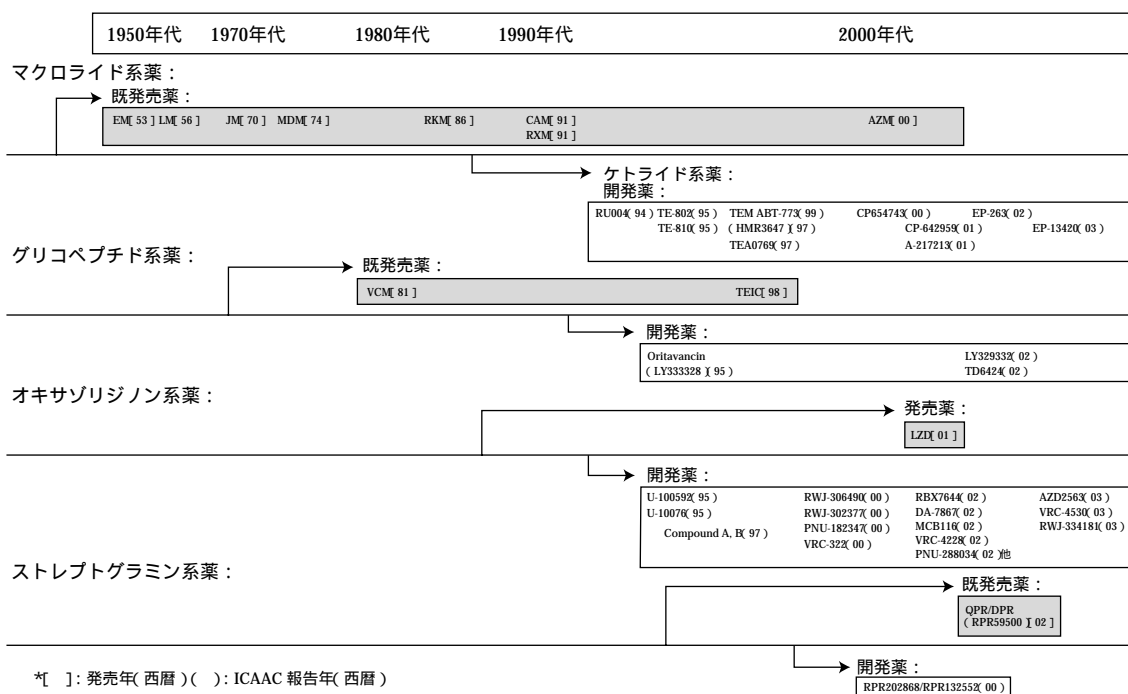 1950年代 1970年代 1980年代 1990年代 2000年代
マクロライド系薬：
既発売薬：
EM[ 53 ] LM[ 56 ] JM[ 70 ] MDM[ 74 ] RKM[ 86 ] CAM[ 91 ] AZM[ 00 ]
RXM[ 91 ]
ケトライド系薬：
開発薬：
RU004( 94 ) TE-802( 95 ) TEM ABT-773( 99 ) CP654743( 00 ) EP-263( 02 )
TE-810( 95 ) ( HMR3647 )( 97 ) CP-642959( 01 ) EP-13420( 03 )
TEA0769( 97 ) A-217213( 01 )
グリコペプチド系薬：
既発売薬：
VCM[ 81 ] TEIC[ 98 ]
開発薬：
Oritavancin LY329332( 02 )
( LY333328 )( 95 ) TD6424( 02 )
オキサゾリジノン系薬：
発売薬：
LZD[ 01 ]
開発薬：
U-100592( 95 ) RWJ-306490( 00 ) RBX7644( 02 ) AZD2563( 03 )
U-10076( 95 ) RWJ-302377( 00 ) DA-7867( 02 ) VRC-4530( 03 )
Compound A, B( 97 ) PNU-182347( 00 ) MCB116( 02 ) RWJ-334181( 03 )
VRC-322( 00 ) VRC-4228( 02 )
PNU-288034( 02 )他
ストレプトグラミン系薬：
既発売薬：
QPR/DPR
( RPR59500 )[ 02 ]
開発薬：
RPR202868/RPR132552( 00 )
*[ ]：発売年( 西暦 )( )：ICAAC 報告年( 西暦 )